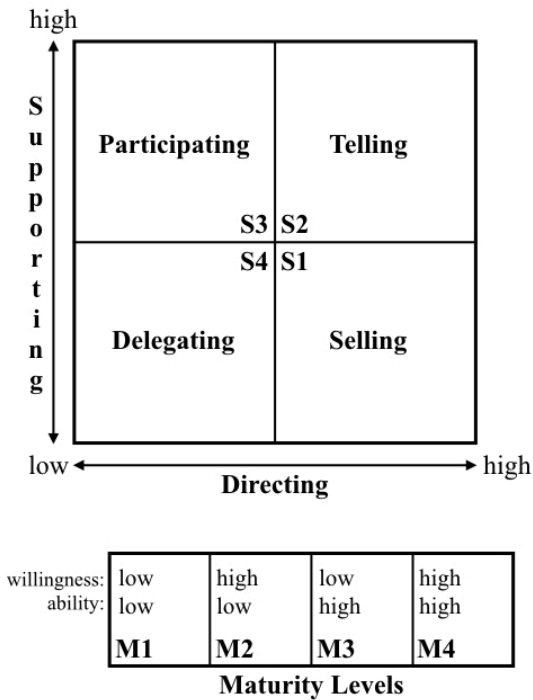 high
Supporting
Participating Telling
S3 S2
S4 S1
Delegating Selling
low high
Directing
willingness: low high low high
ability: low low high high
M1 M2 M3 M4
Maturity Levels